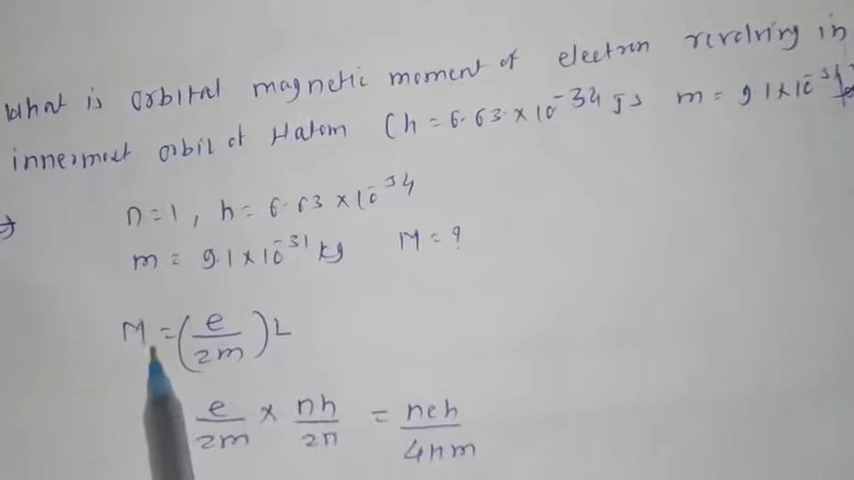 What is orbital magnetic moment of electron revolving in
innermost orbit of H atom (h = 6.63 × 10⁻³⁴ Js m = 9.1 × 10⁻³¹
⇒ n = 1, h = 6.63 × 10⁻³⁴
m = 9.1 × 10⁻³¹ kg M = ?
M = (e/2m) L
e/2m × nh/2π = neh/4πm